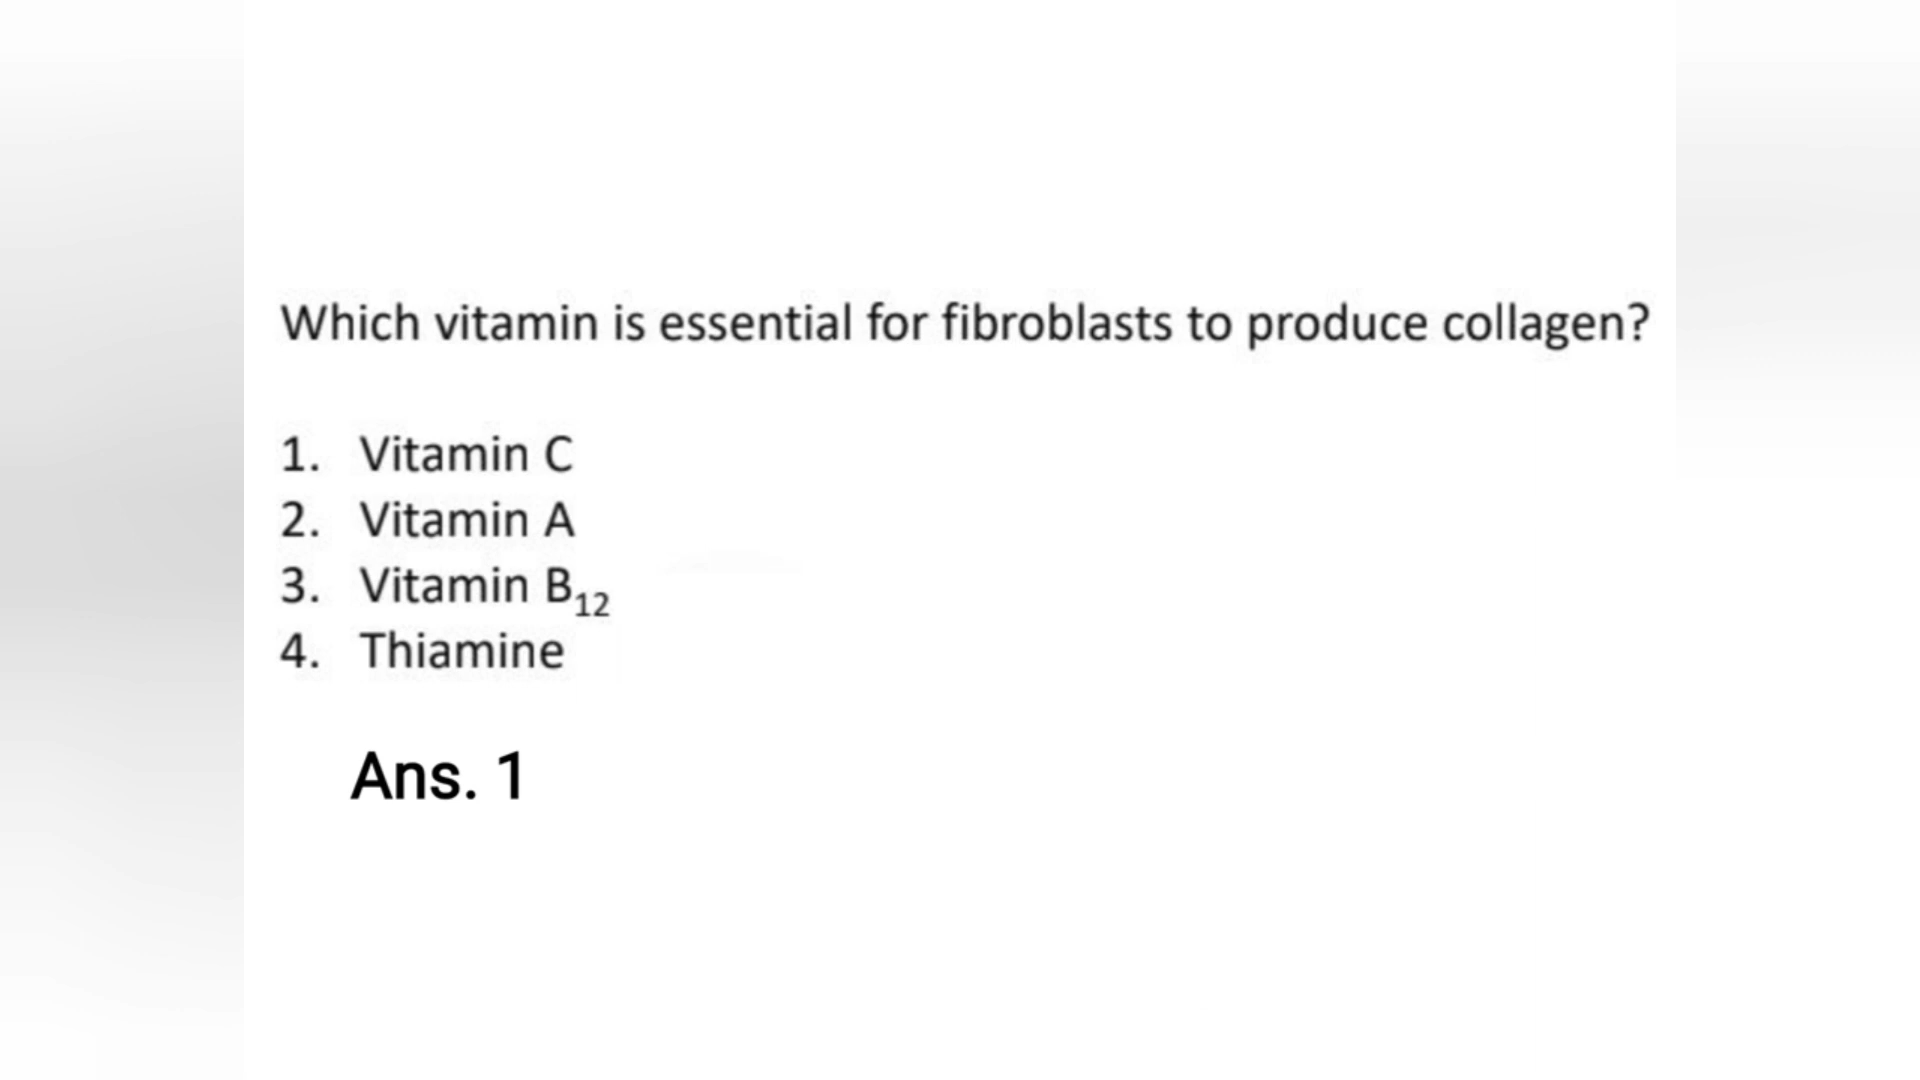 Which vitamin is essential for fibroblasts to produce collagen?
1. Vitamin C
2. Vitamin A
3. Vitamin B₁₂
4. Thiamine
Ans. 1